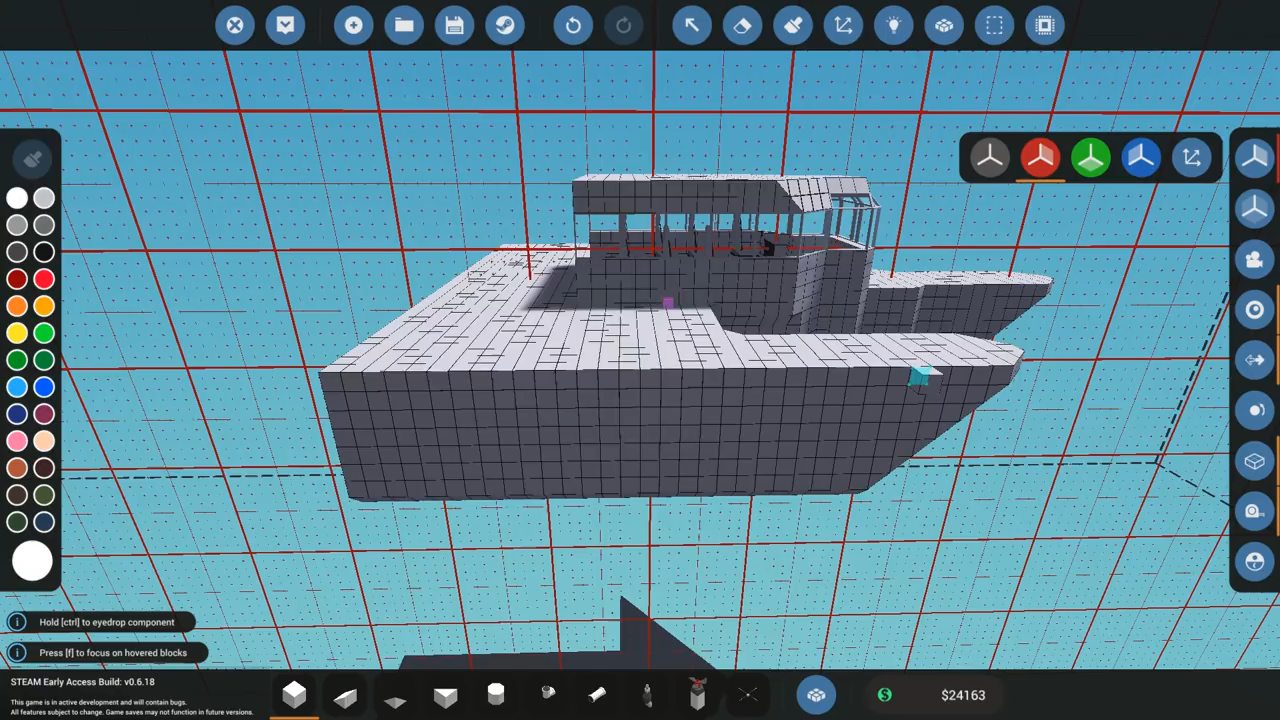 Hold [ctrl] to eyedrop component
Press [f] to focus on hovered blocks
STEAM Early Access Build: v0.6.18
This game is in active development and will contain bugs.
All features subject to change. Game saves may not function in future versions.
$ $24163